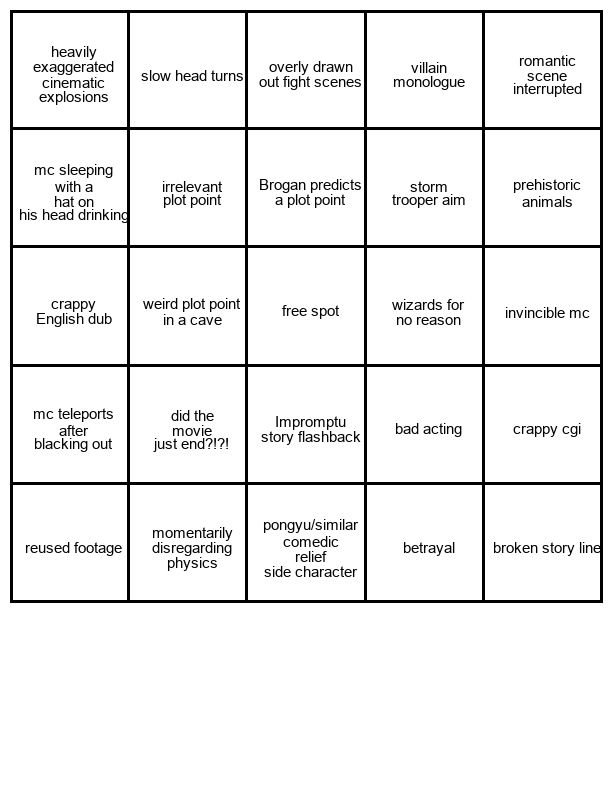 heavily
exaggerated
cinematic
explosions
slow head turns
overly drawn
out fight scenes
villain
monologue
romantic
scene
interrupted
mc sleeping
with a
hat on
his head drinking
irrelevant
plot point
Brogan predicts
a plot point
storm
trooper aim
prehistoric
animals
crappy
English dub
weird plot point
in a cave
free spot
wizards for
no reason
invincible mc
mc teleports
after
blacking out
did the
movie
just end?!?!
Impromptu
story flashback
bad acting
crappy cgi
reused footage
momentarily
disregarding
physics
pongyu/similar
comedic
relief
side character
betrayal
broken story line